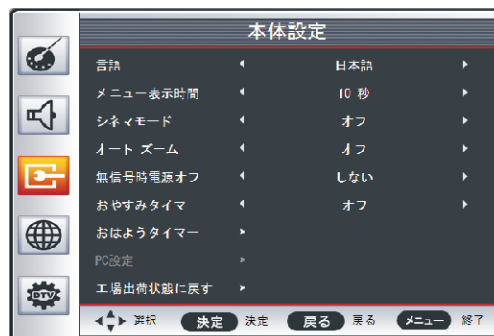 本体設定
言語 日本語
メニュー表示時間 10 秒
シネマモード オフ
オート ズーム オフ
無信号時電源オフ しない
おやすみタイマ オフ
おはようタイマー
PC設定
工場出荷状態に戻す
選択 決定 決定 戻る 戻る メニュー 終了
DTV